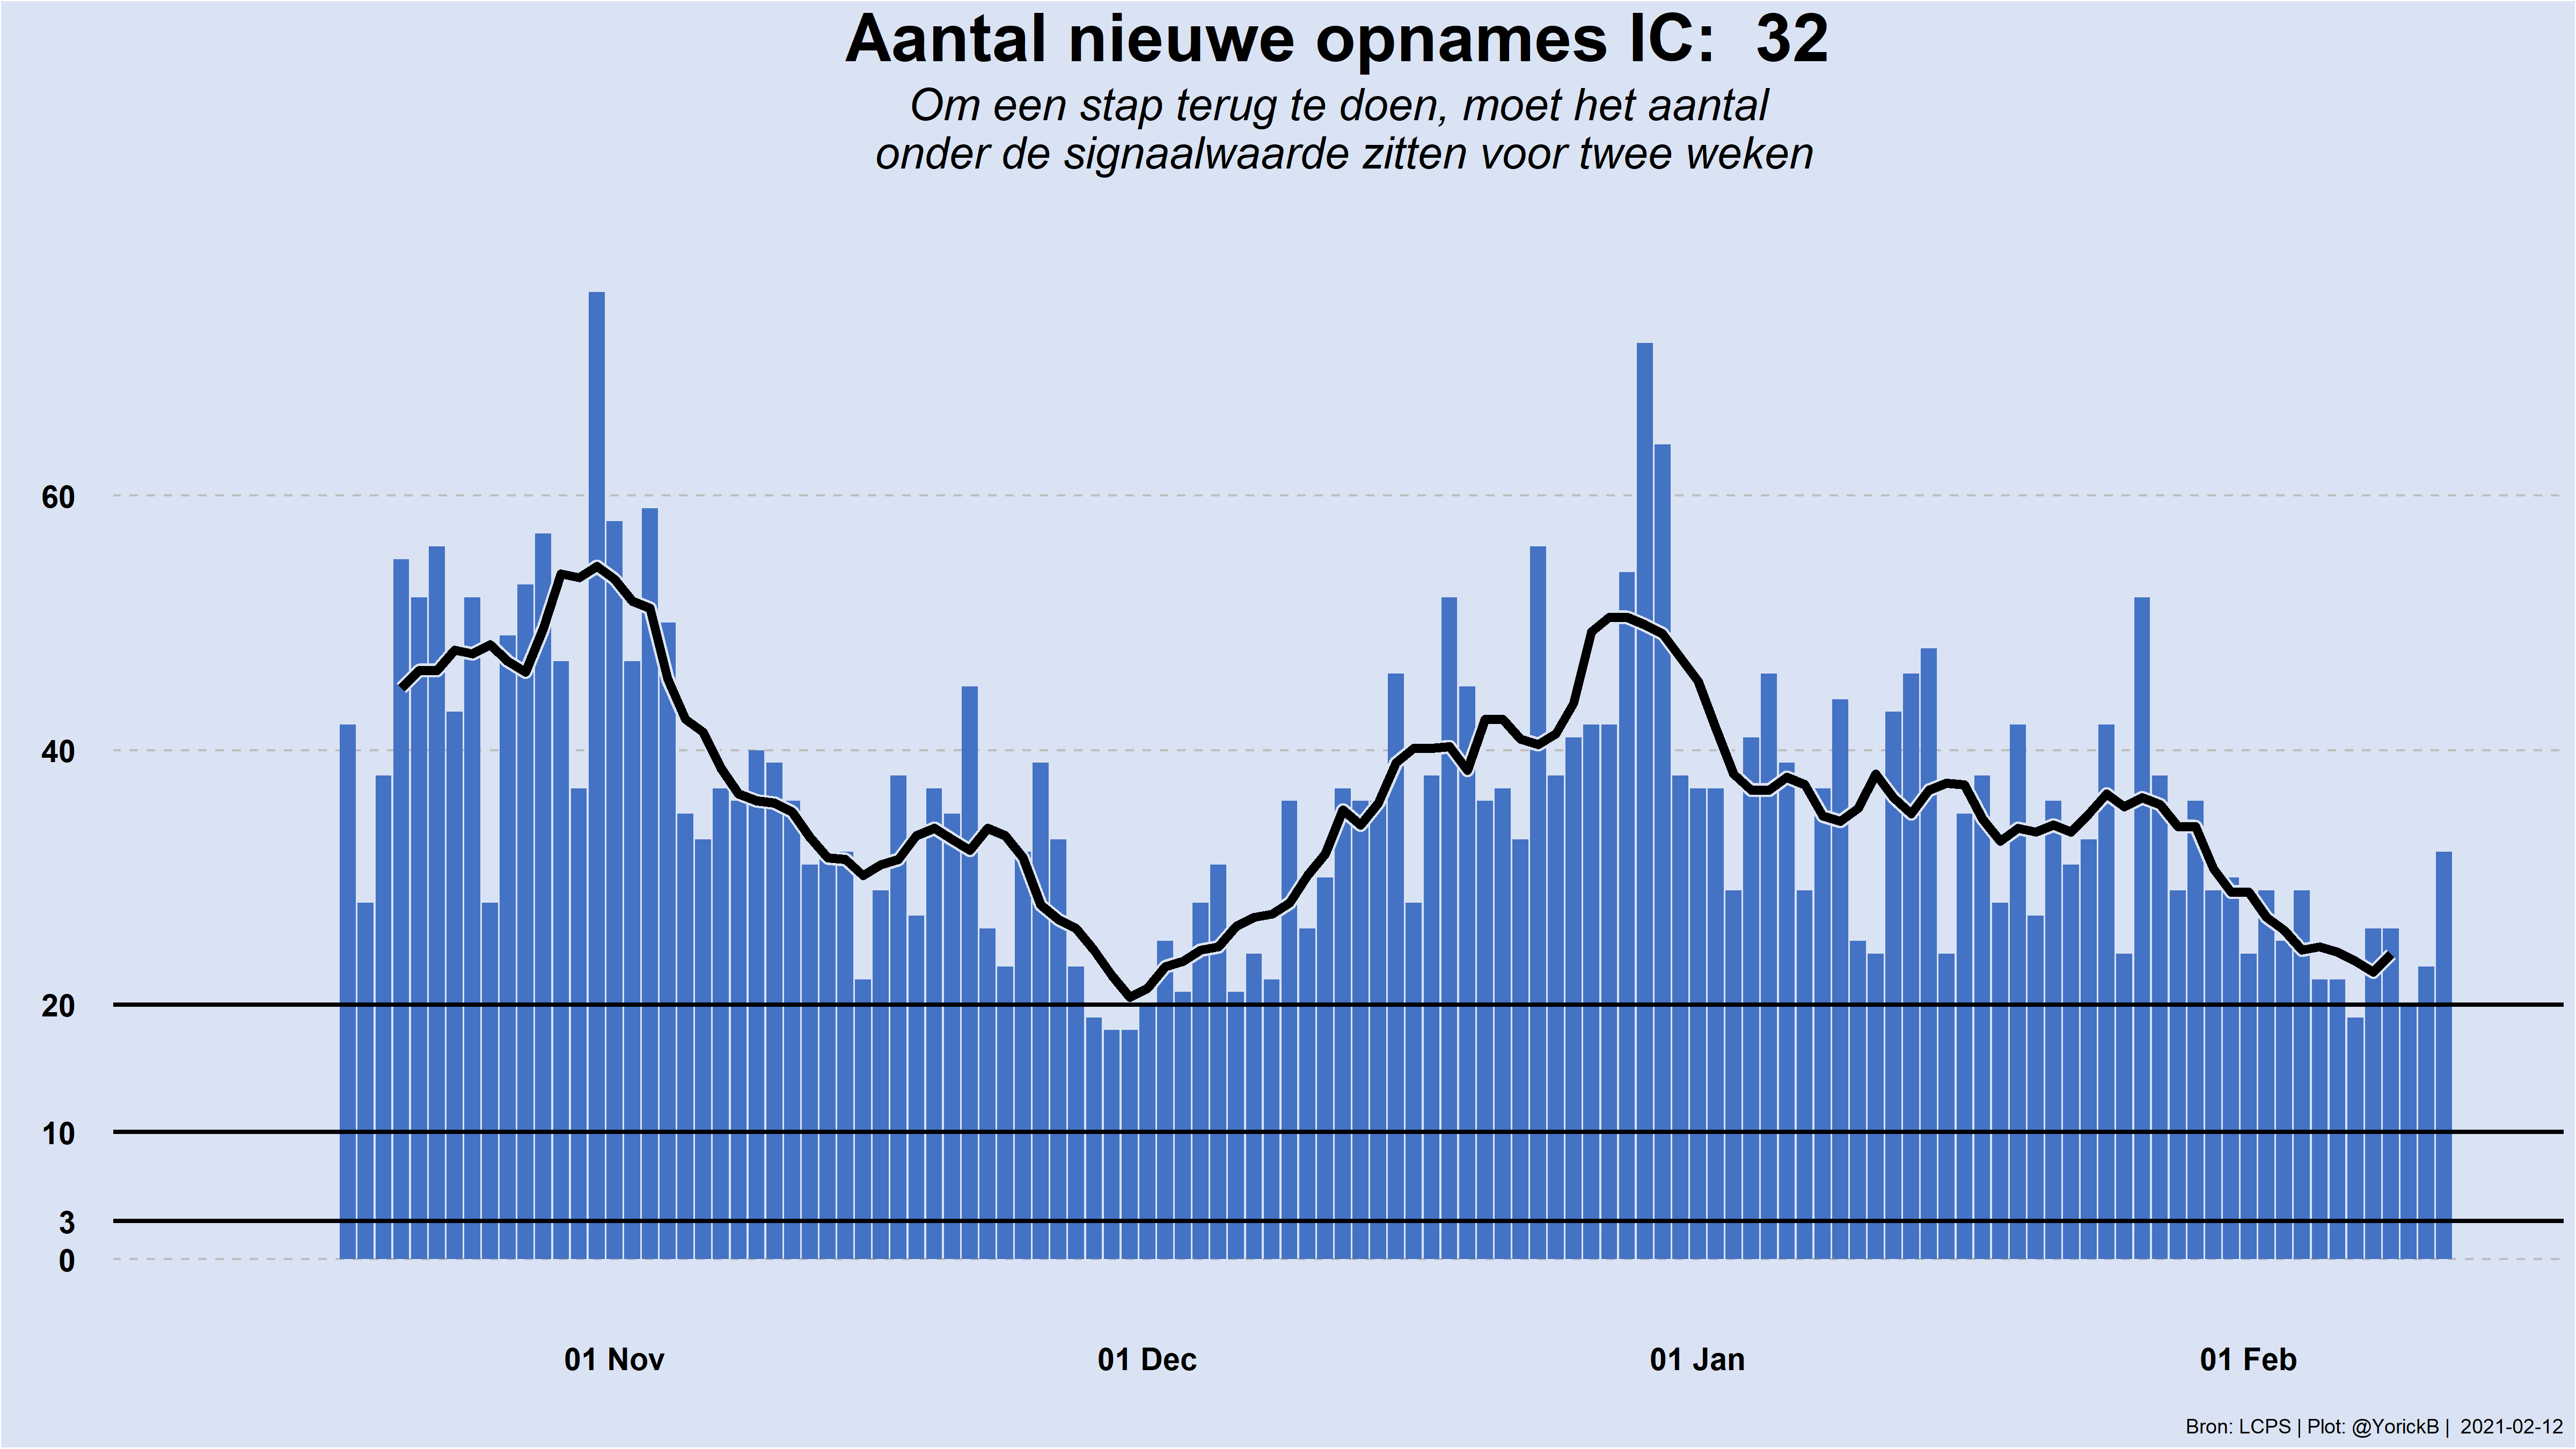 Aantal nieuwe opnames IC:  32
Om een stap terug te doen, moet het aantal
onder de signaalwaarde zitten voor twee weken
60
40
20
10
3
0
01 Nov
01 Dec
01 Jan
01 Feb
Bron: LCPS | Plot: @YorickB |  2021-02-12